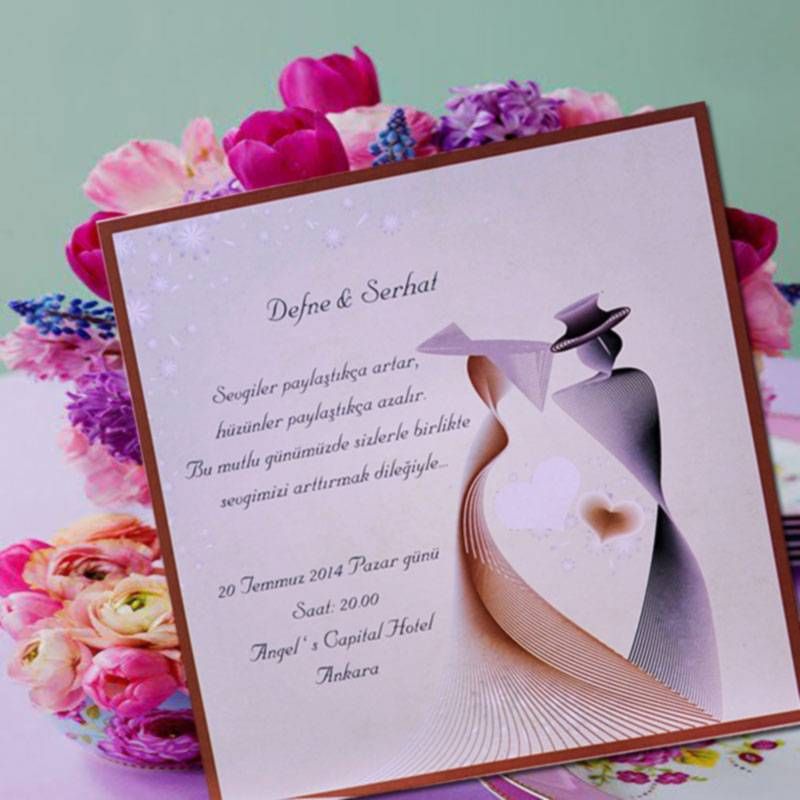 Defne & Serhat
Sevgiler paylaştıkça artar,
hüzünler paylaştıkça azalır.
Bu mutlu günümüzde sizlerle birlikte
sevgimizi arttırmak dileğiyle...
20 Temmuz 2014 Pazar günü
Saat: 20.00
Angel ' s Capital Hotel
Ankara